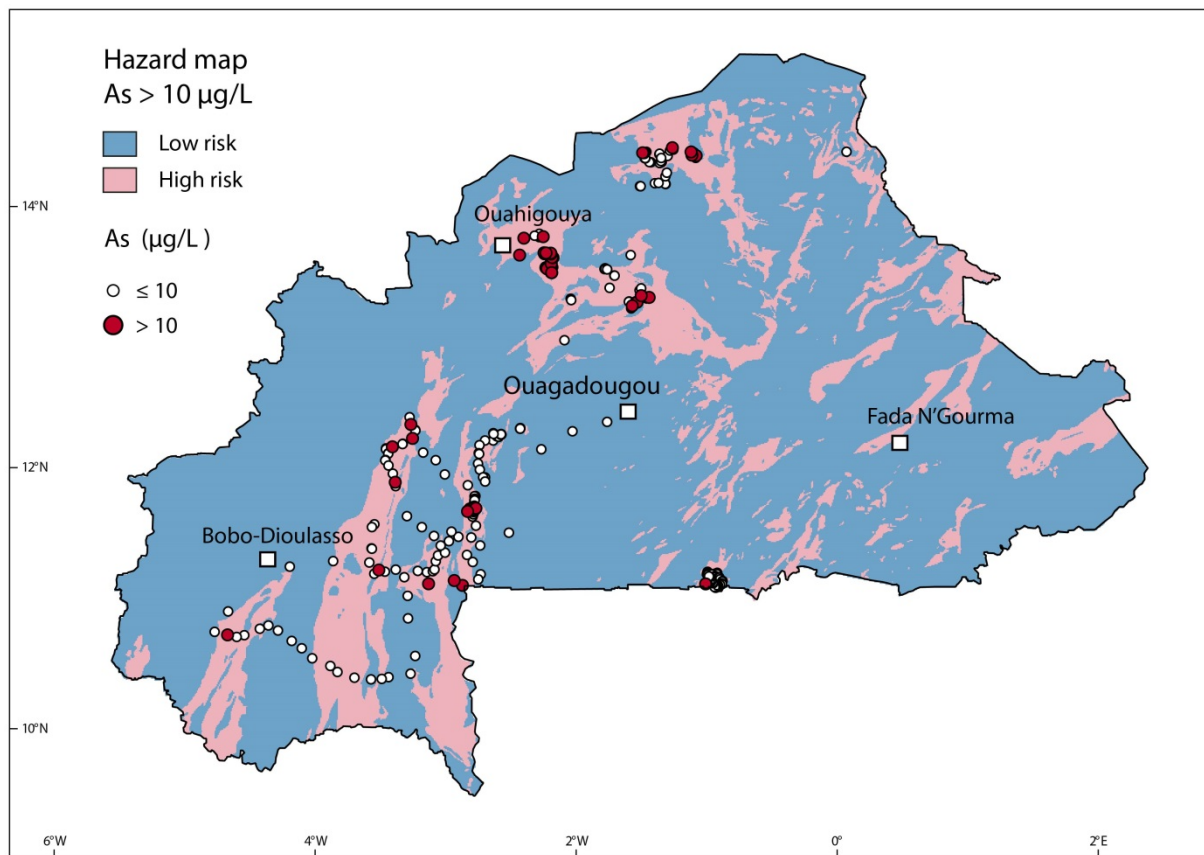 Hazard map
As > 10 µg/L
Low risk
High risk
As (µg/L )
≤ 10
> 10
14°N
12°N
10°N
Ouahigouya
Ouagadougou
Fada N'Gourma
Bobo-Dioulasso
6°W
4°W
2°W
0°
2°E